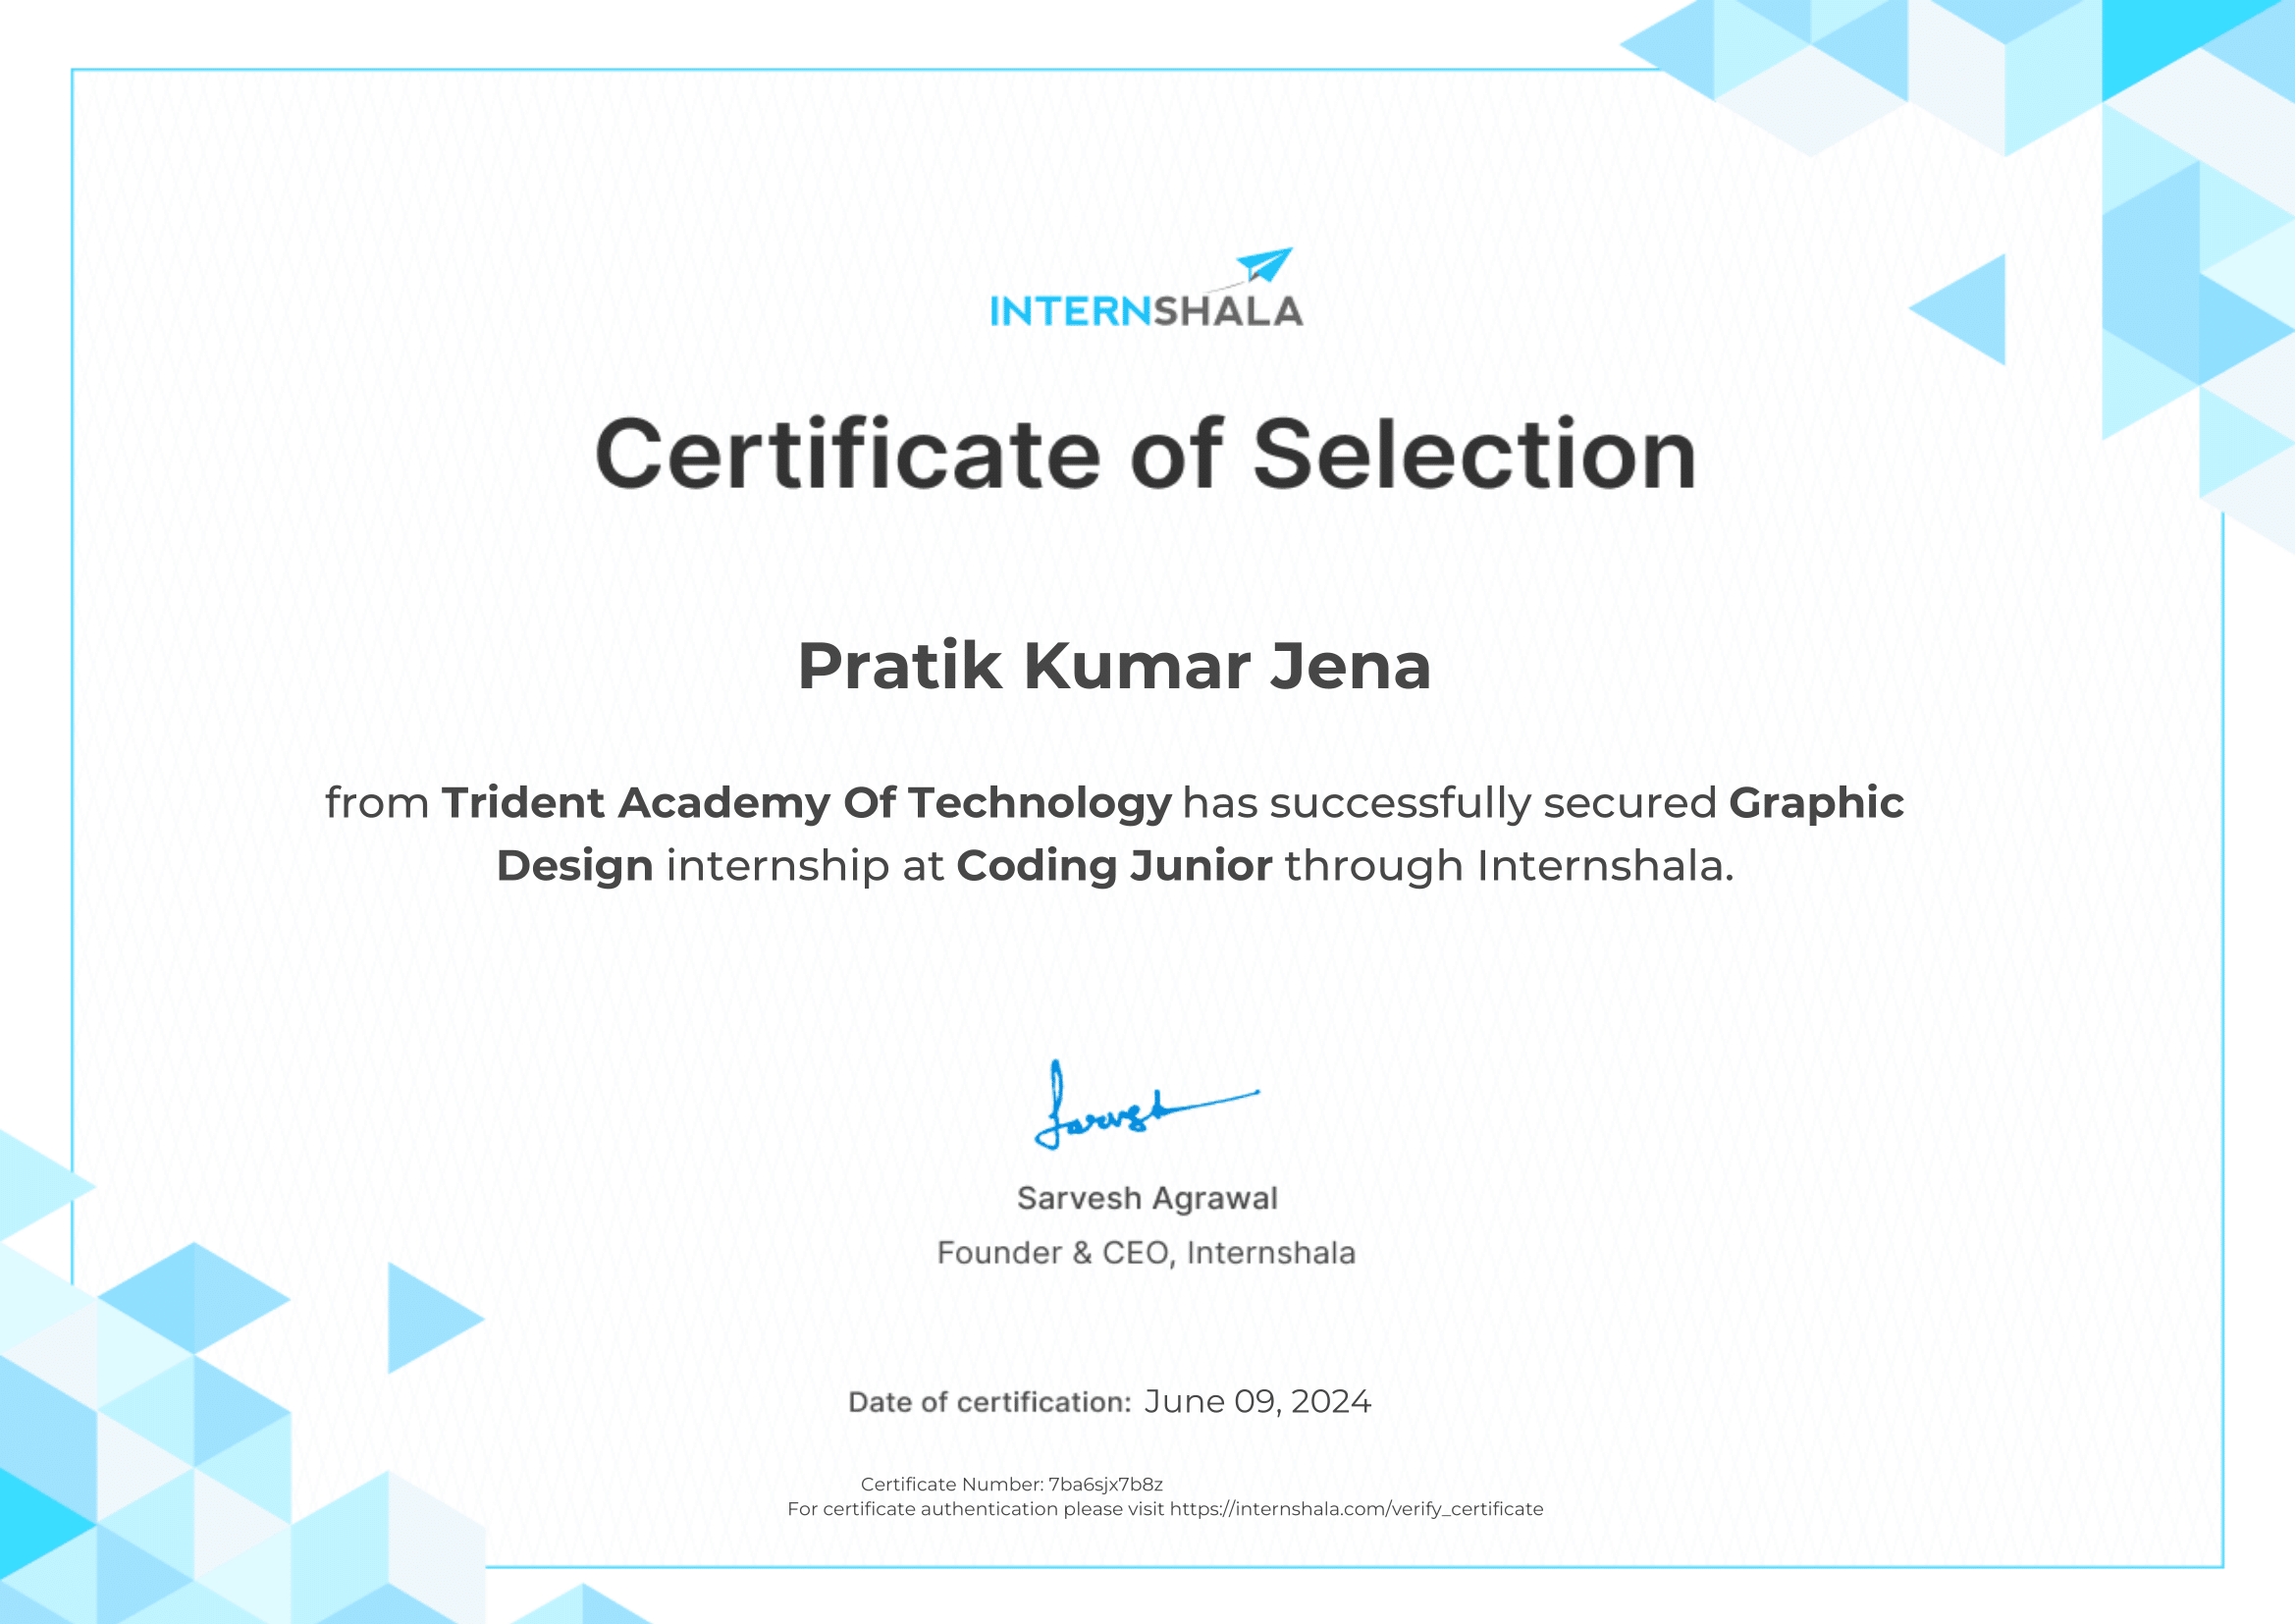 INTERNSHALA
Certificate of Selection
Pratik Kumar Jena
from Trident Academy Of Technology has successfully secured Graphic
Design internship at Coding Junior through Internshala.
Sarvesh
Sarvesh Agrawal
Founder & CEO, Internshala
Date of certification: June 09, 2024
Certificate Number: 7ba6sjx7b8z
For certificate authentication please visit https://internshala.com/verify_certificate